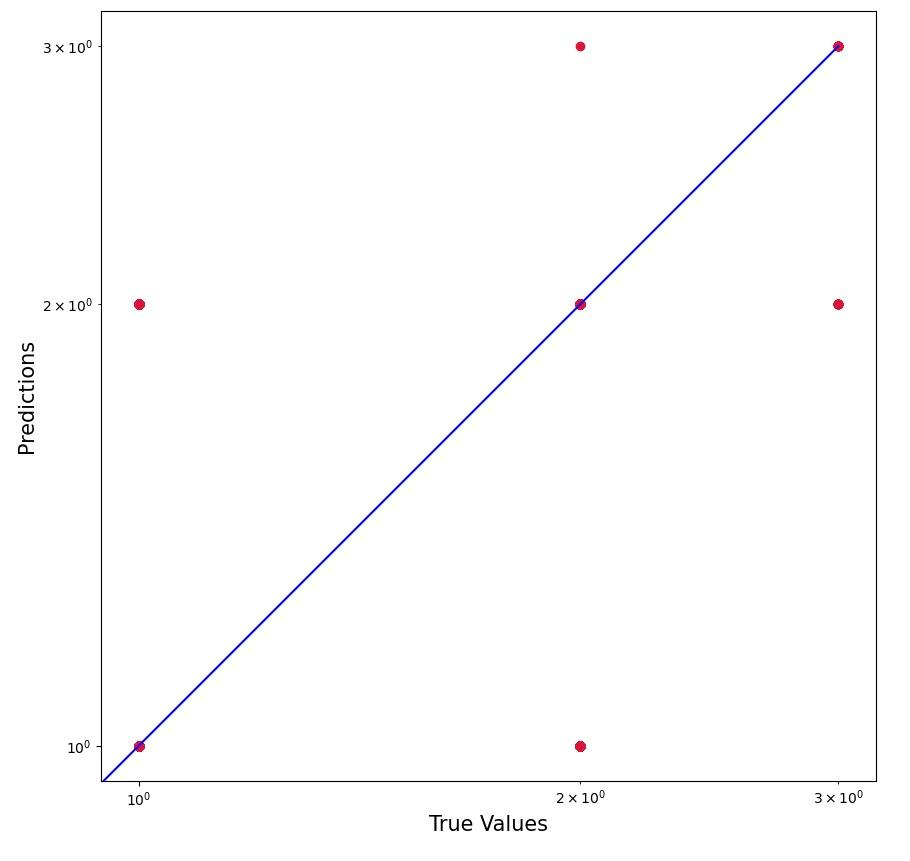 3 × 10⁰
2 × 10⁰
10⁰
Predictions
10⁰
2 × 10⁰
3 × 10⁰
True Values